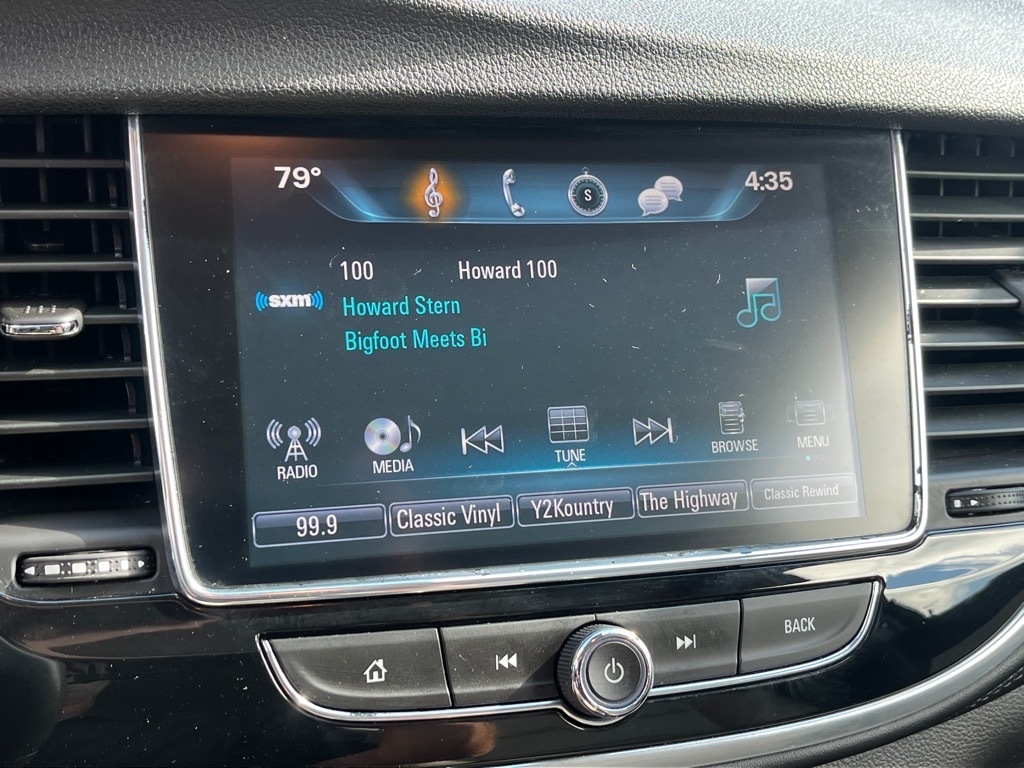 79°
S
4:35
100 Howard 100
sxm
Howard Stern
Bigfoot Meets Bi
RADIO
MEDIA
TUNE
BROWSE
MENU
99.9
Classic Vinyl
Y2Kountry
The Highway
Classic Rewind
BACK